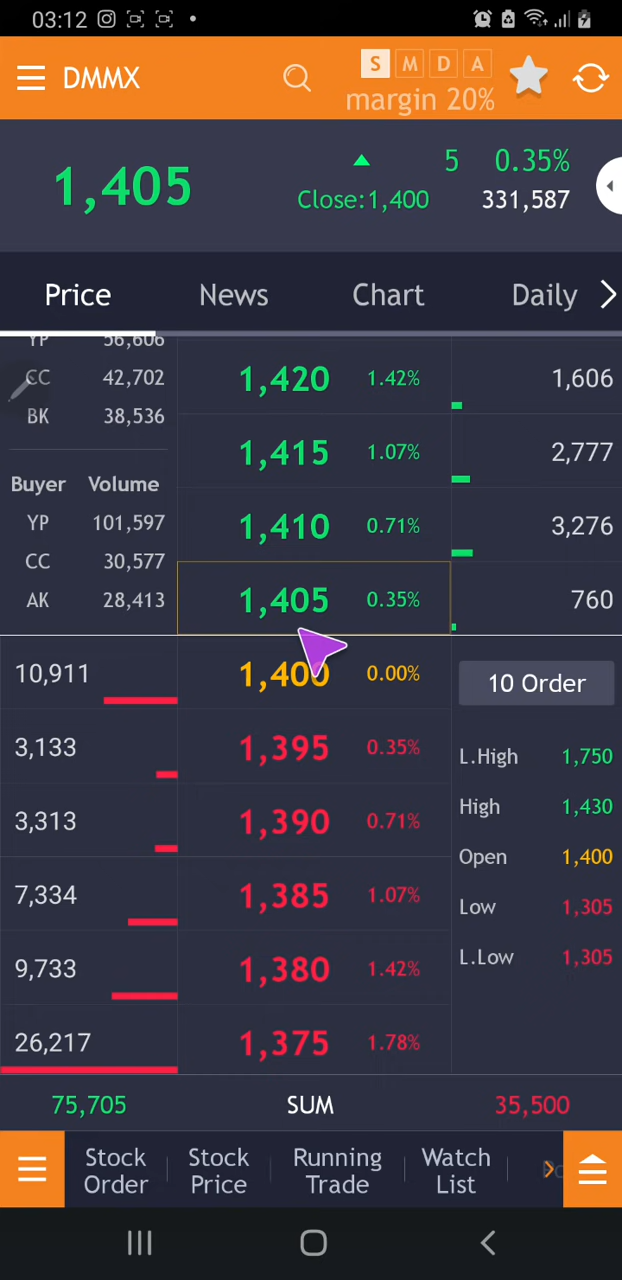 03:12
DMMX
S M D A
margin 20%
1,405
5 0.35%
Close:1,400 331,587
Price News Chart Daily
YP 56,606
CC 42,702
BK 38,536
Buyer Volume
YP 101,597
CC 30,577
AK 28,413
1,420 1.42% 1,606
1,415 1.07% 2,777
1,410 0.71% 3,276
1,405 0.35% 760
10,911 1,400 0.00%
3,133 1,395 0.35%
3,313 1,390 0.71%
7,334 1,385 1.07%
9,733 1,380 1.42%
26,217 1,375 1.78%
10 Order
L.High 1,750
High 1,430
Open 1,400
Low 1,305
L.Low 1,305
75,705 SUM 35,500
Stock Order
Stock Price
Running Trade
Watch List